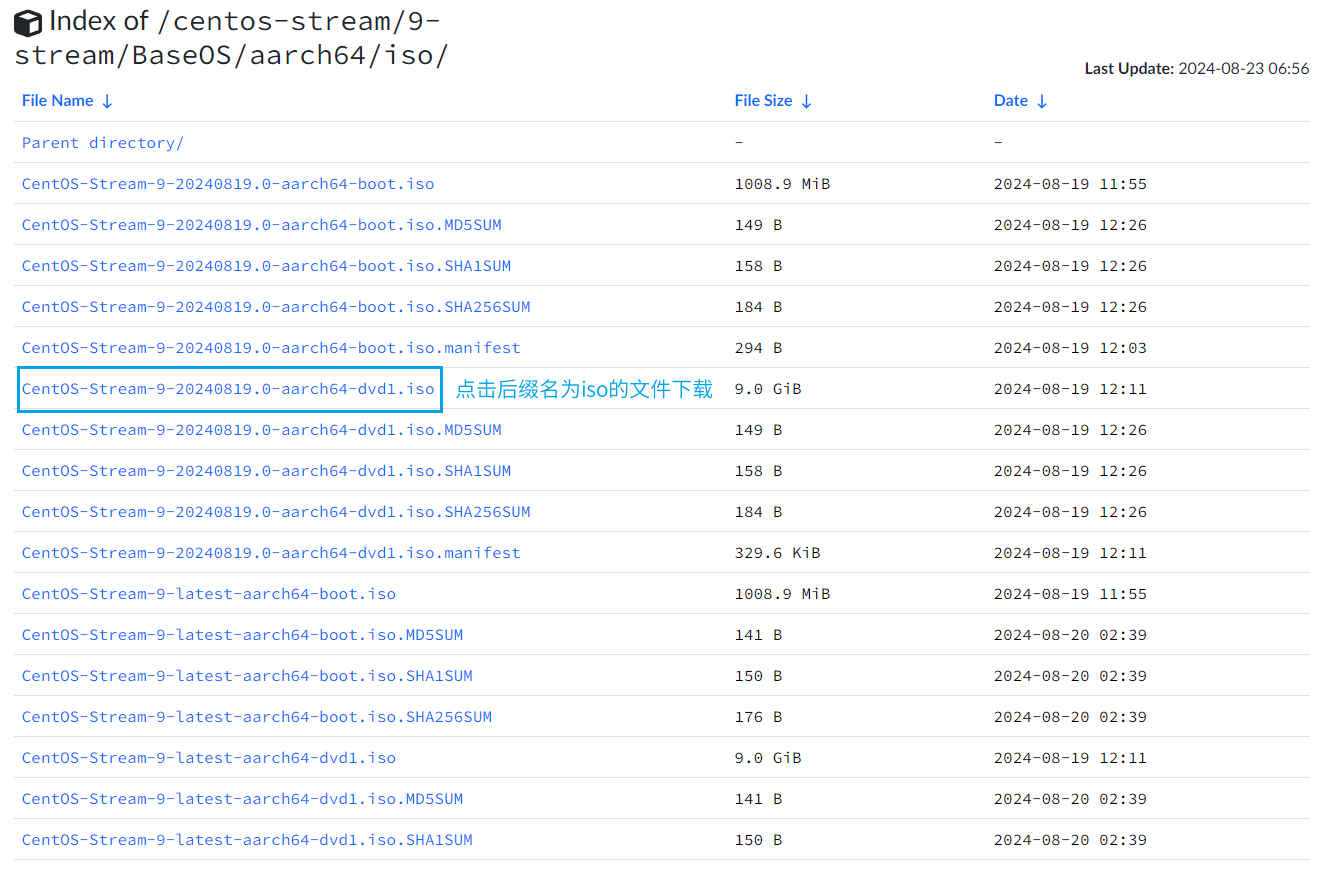 Index of /centos-stream/9-
stream/BaseOS/aarch64/iso/
Last Update: 2024-08-23 06:56
File Name ↓ File Size ↓ Date ↓
Parent directory/ - -
CentOS-Stream-9-20240819.0-aarch64-boot.iso 1008.9 MiB 2024-08-19 11:55
CentOS-Stream-9-20240819.0-aarch64-boot.iso.MD5SUM 149 B 2024-08-19 12:26
CentOS-Stream-9-20240819.0-aarch64-boot.iso.SHA1SUM 158 B 2024-08-19 12:26
CentOS-Stream-9-20240819.0-aarch64-boot.iso.SHA256SUM 184 B 2024-08-19 12:26
CentOS-Stream-9-20240819.0-aarch64-boot.iso.manifest 294 B 2024-08-19 12:03
CentOS-Stream-9-20240819.0-aarch64-dvd1.iso 点击后缀名为iso的文件下载 9.0 GiB 2024-08-19 12:11
CentOS-Stream-9-20240819.0-aarch64-dvd1.iso.MD5SUM 149 B 2024-08-19 12:26
CentOS-Stream-9-20240819.0-aarch64-dvd1.iso.SHA1SUM 158 B 2024-08-19 12:26
CentOS-Stream-9-20240819.0-aarch64-dvd1.iso.SHA256SUM 184 B 2024-08-19 12:26
CentOS-Stream-9-20240819.0-aarch64-dvd1.iso.manifest 329.6 KiB 2024-08-19 12:11
CentOS-Stream-9-latest-aarch64-boot.iso 1008.9 MiB 2024-08-19 11:55
CentOS-Stream-9-latest-aarch64-boot.iso.MD5SUM 141 B 2024-08-20 02:39
CentOS-Stream-9-latest-aarch64-boot.iso.SHA1SUM 150 B 2024-08-20 02:39
CentOS-Stream-9-latest-aarch64-boot.iso.SHA256SUM 176 B 2024-08-20 02:39
CentOS-Stream-9-latest-aarch64-dvd1.iso 9.0 GiB 2024-08-19 12:11
CentOS-Stream-9-latest-aarch64-dvd1.iso.MD5SUM 141 B 2024-08-20 02:39
CentOS-Stream-9-latest-aarch64-dvd1.iso.SHA1SUM 150 B 2024-08-20 02:39